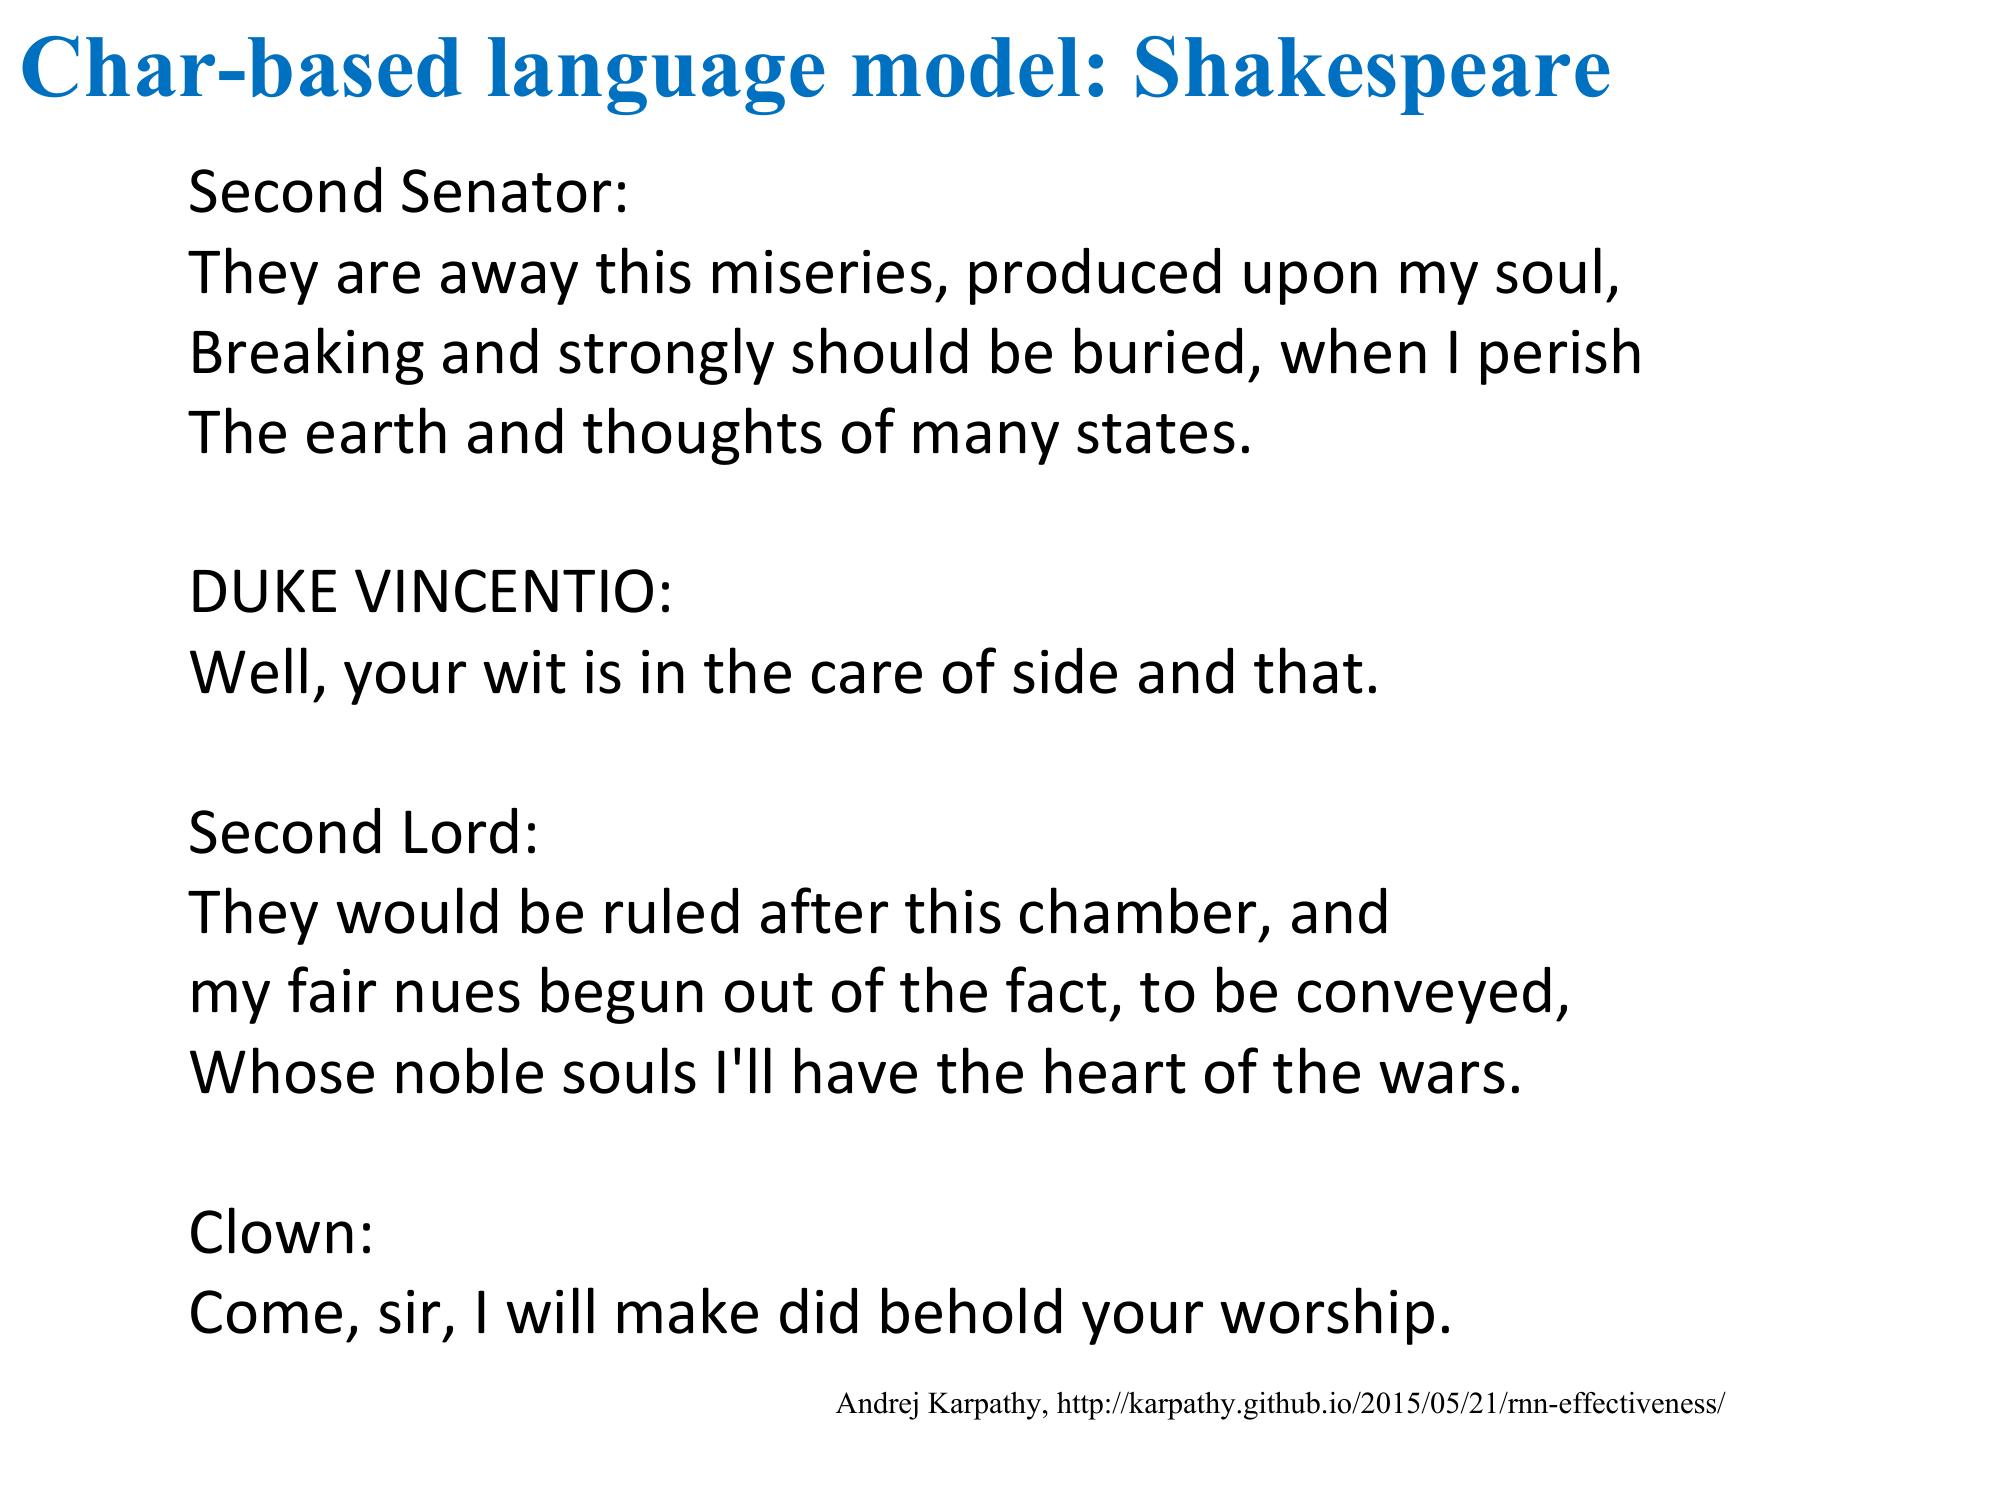 Char-based language model: Shakespeare
Second Senator:
They are away this miseries, produced upon my soul,
Breaking and strongly should be buried, when I perish
The earth and thoughts of many states.
DUKE VINCENTIO:
Well, your wit is in the care of side and that.
Second Lord:
They would be ruled after this chamber, and
my fair nues begun out of the fact, to be conveyed,
Whose noble souls I'll have the heart of the wars.
Clown:
Come, sir, I will make did behold your worship.
Andrej Karpathy, http://karpathy.github.io/2015/05/21/rnn-effectiveness/